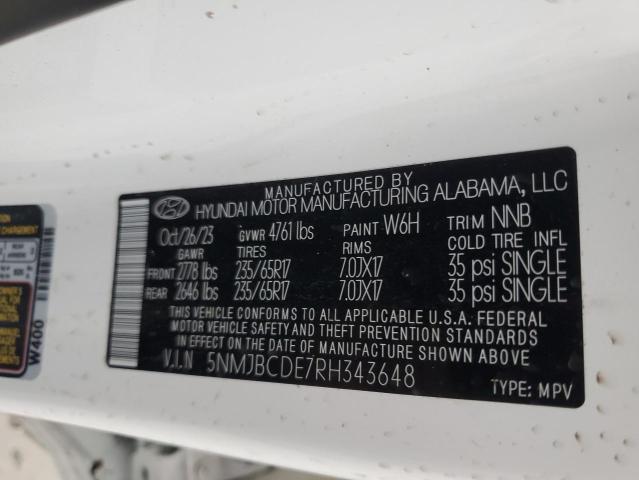 MANUFACTURED BY
HYUNDAI MOTOR MANUFACTURING ALABAMA, LLC
Oct/26/23 GVWR 4761 lbs PAINT W6H TRIM NNB
GAWR TIRES RIMS COLD TIRE INFL
FRONT 2778 lbs 235/65R17 7.0JX17 35 psi SINGLE
REAR 2646 lbs 235/65R17 7.0JX17 35 psi SINGLE
THIS VEHICLE CONFORMS TO ALL APPLICABLE U.S.A. FEDERAL
MOTOR VEHICLE SAFETY AND THEFT PREVENTION STANDARDS
IN EFFECT ON THE DATE OF MANUFACTURE SHOWN ABOVE.
V.I.N 5NMJBCDE7RH343648
TYPE: MPV
W400